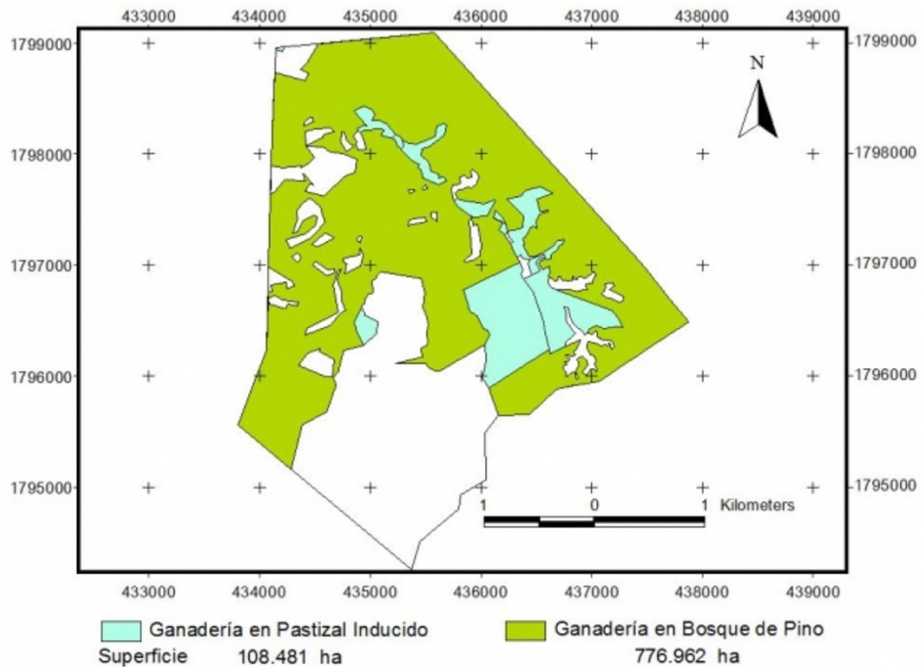 433000 434000 435000 436000 437000 438000 439000
1799000 1799000
N
1798000 1798000
1797000 1797000
1796000 1796000
1795000 1795000
1 0 1 Kilometers
433000 434000 435000 436000 437000 438000 439000
Ganadería en Pastizal Inducido Ganadería en Bosque de Pino
Superficie 108.481 ha 776.962 ha